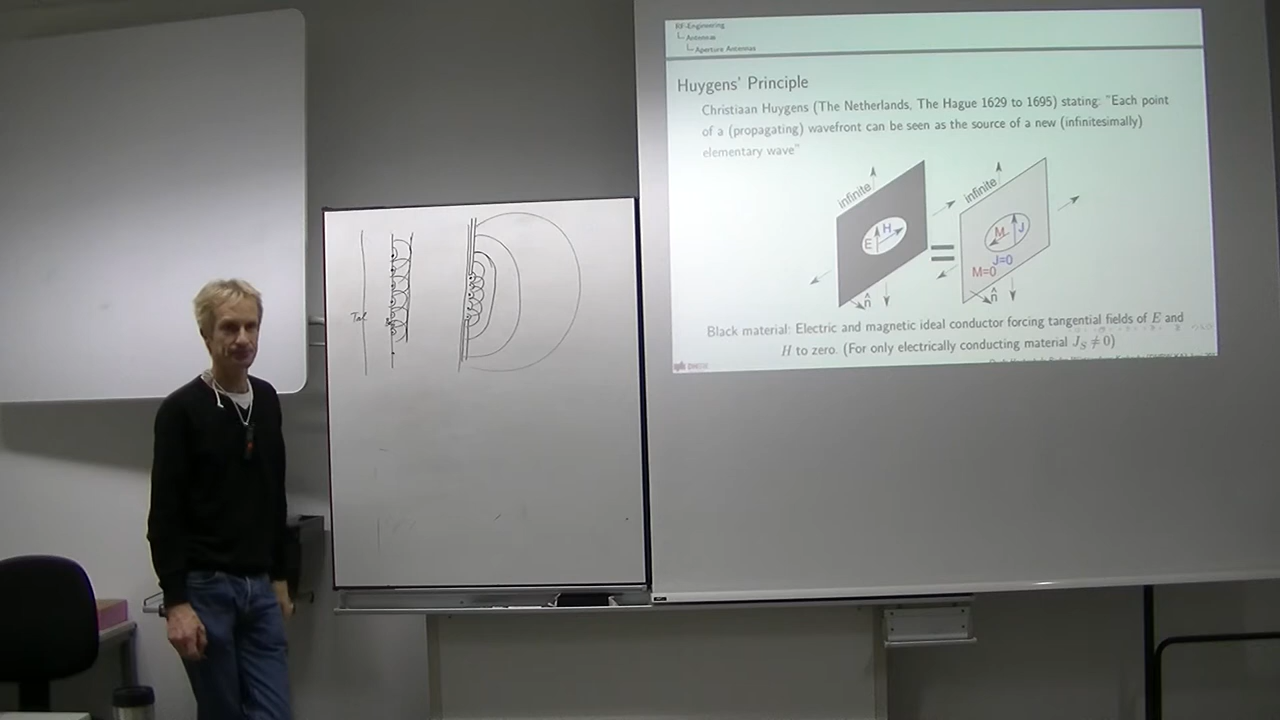 RF-Engineering
Antennas
Aperture Antennas
Huygens' Principle
Christiaan Huygens (The Netherlands, The Hague 1629 to 1695) stating: "Each point
of a (propagating) wavefront can be seen as the source of a new (infinitesimally)
elementary wave"
infinite
infinite
E H
M J
J=0
M=0
n̂
n̂
Black material: Electric and magnetic ideal conductor forcing tangential fields of E and
H to zero. (For only electrically conducting material J_S ≠ 0)